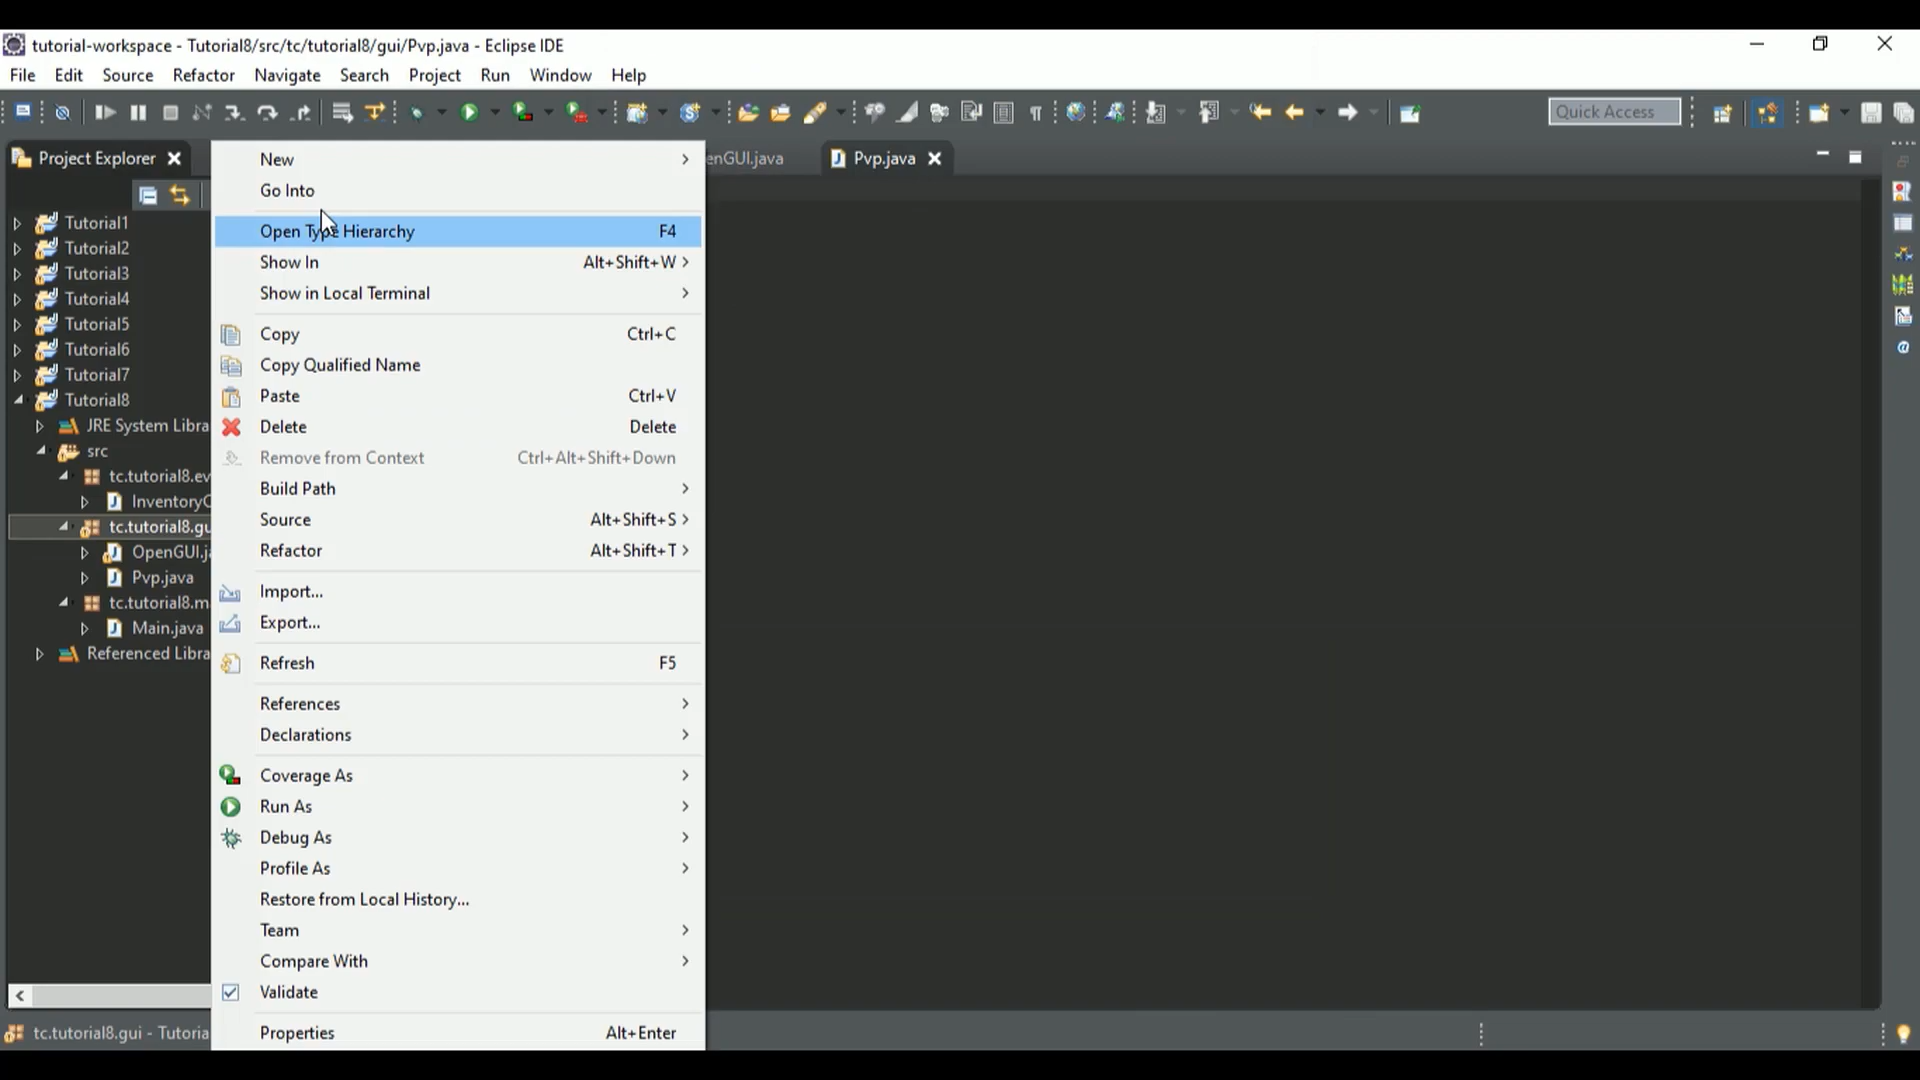 tutorial-workspace - Tutorial8/src/tc/tutorial8/gui/Pvp.java - Eclipse IDE
File Edit Source Refactor Navigate Search Project Run Window Help
Quick Access
Project Explorer
enGUI.java
Pvp.java
Tutorial1
Tutorial2
Tutorial3
Tutorial4
Tutorial5
Tutorial6
Tutorial7
Tutorial8
JRE System Libra
src
tc.tutorial8.ev
InventoryC
tc.tutorial8.gu
OpenGUI.ja
Pvp.java
tc.tutorial8.m
Main.java
Referenced Libra
New
Go Into
Open Type Hierarchy F4
Show In Alt+Shift+W
Show in Local Terminal
Copy Ctrl+C
Copy Qualified Name
Paste Ctrl+V
Delete Delete
Remove from Context Ctrl+Alt+Shift+Down
Build Path
Source Alt+Shift+S
Refactor Alt+Shift+T
Import...
Export...
Refresh F5
References
Declarations
Coverage As
Run As
Debug As
Profile As
Restore from Local History...
Team
Compare With
Validate
Properties Alt+Enter
tc.tutorial8.gui - Tutoria